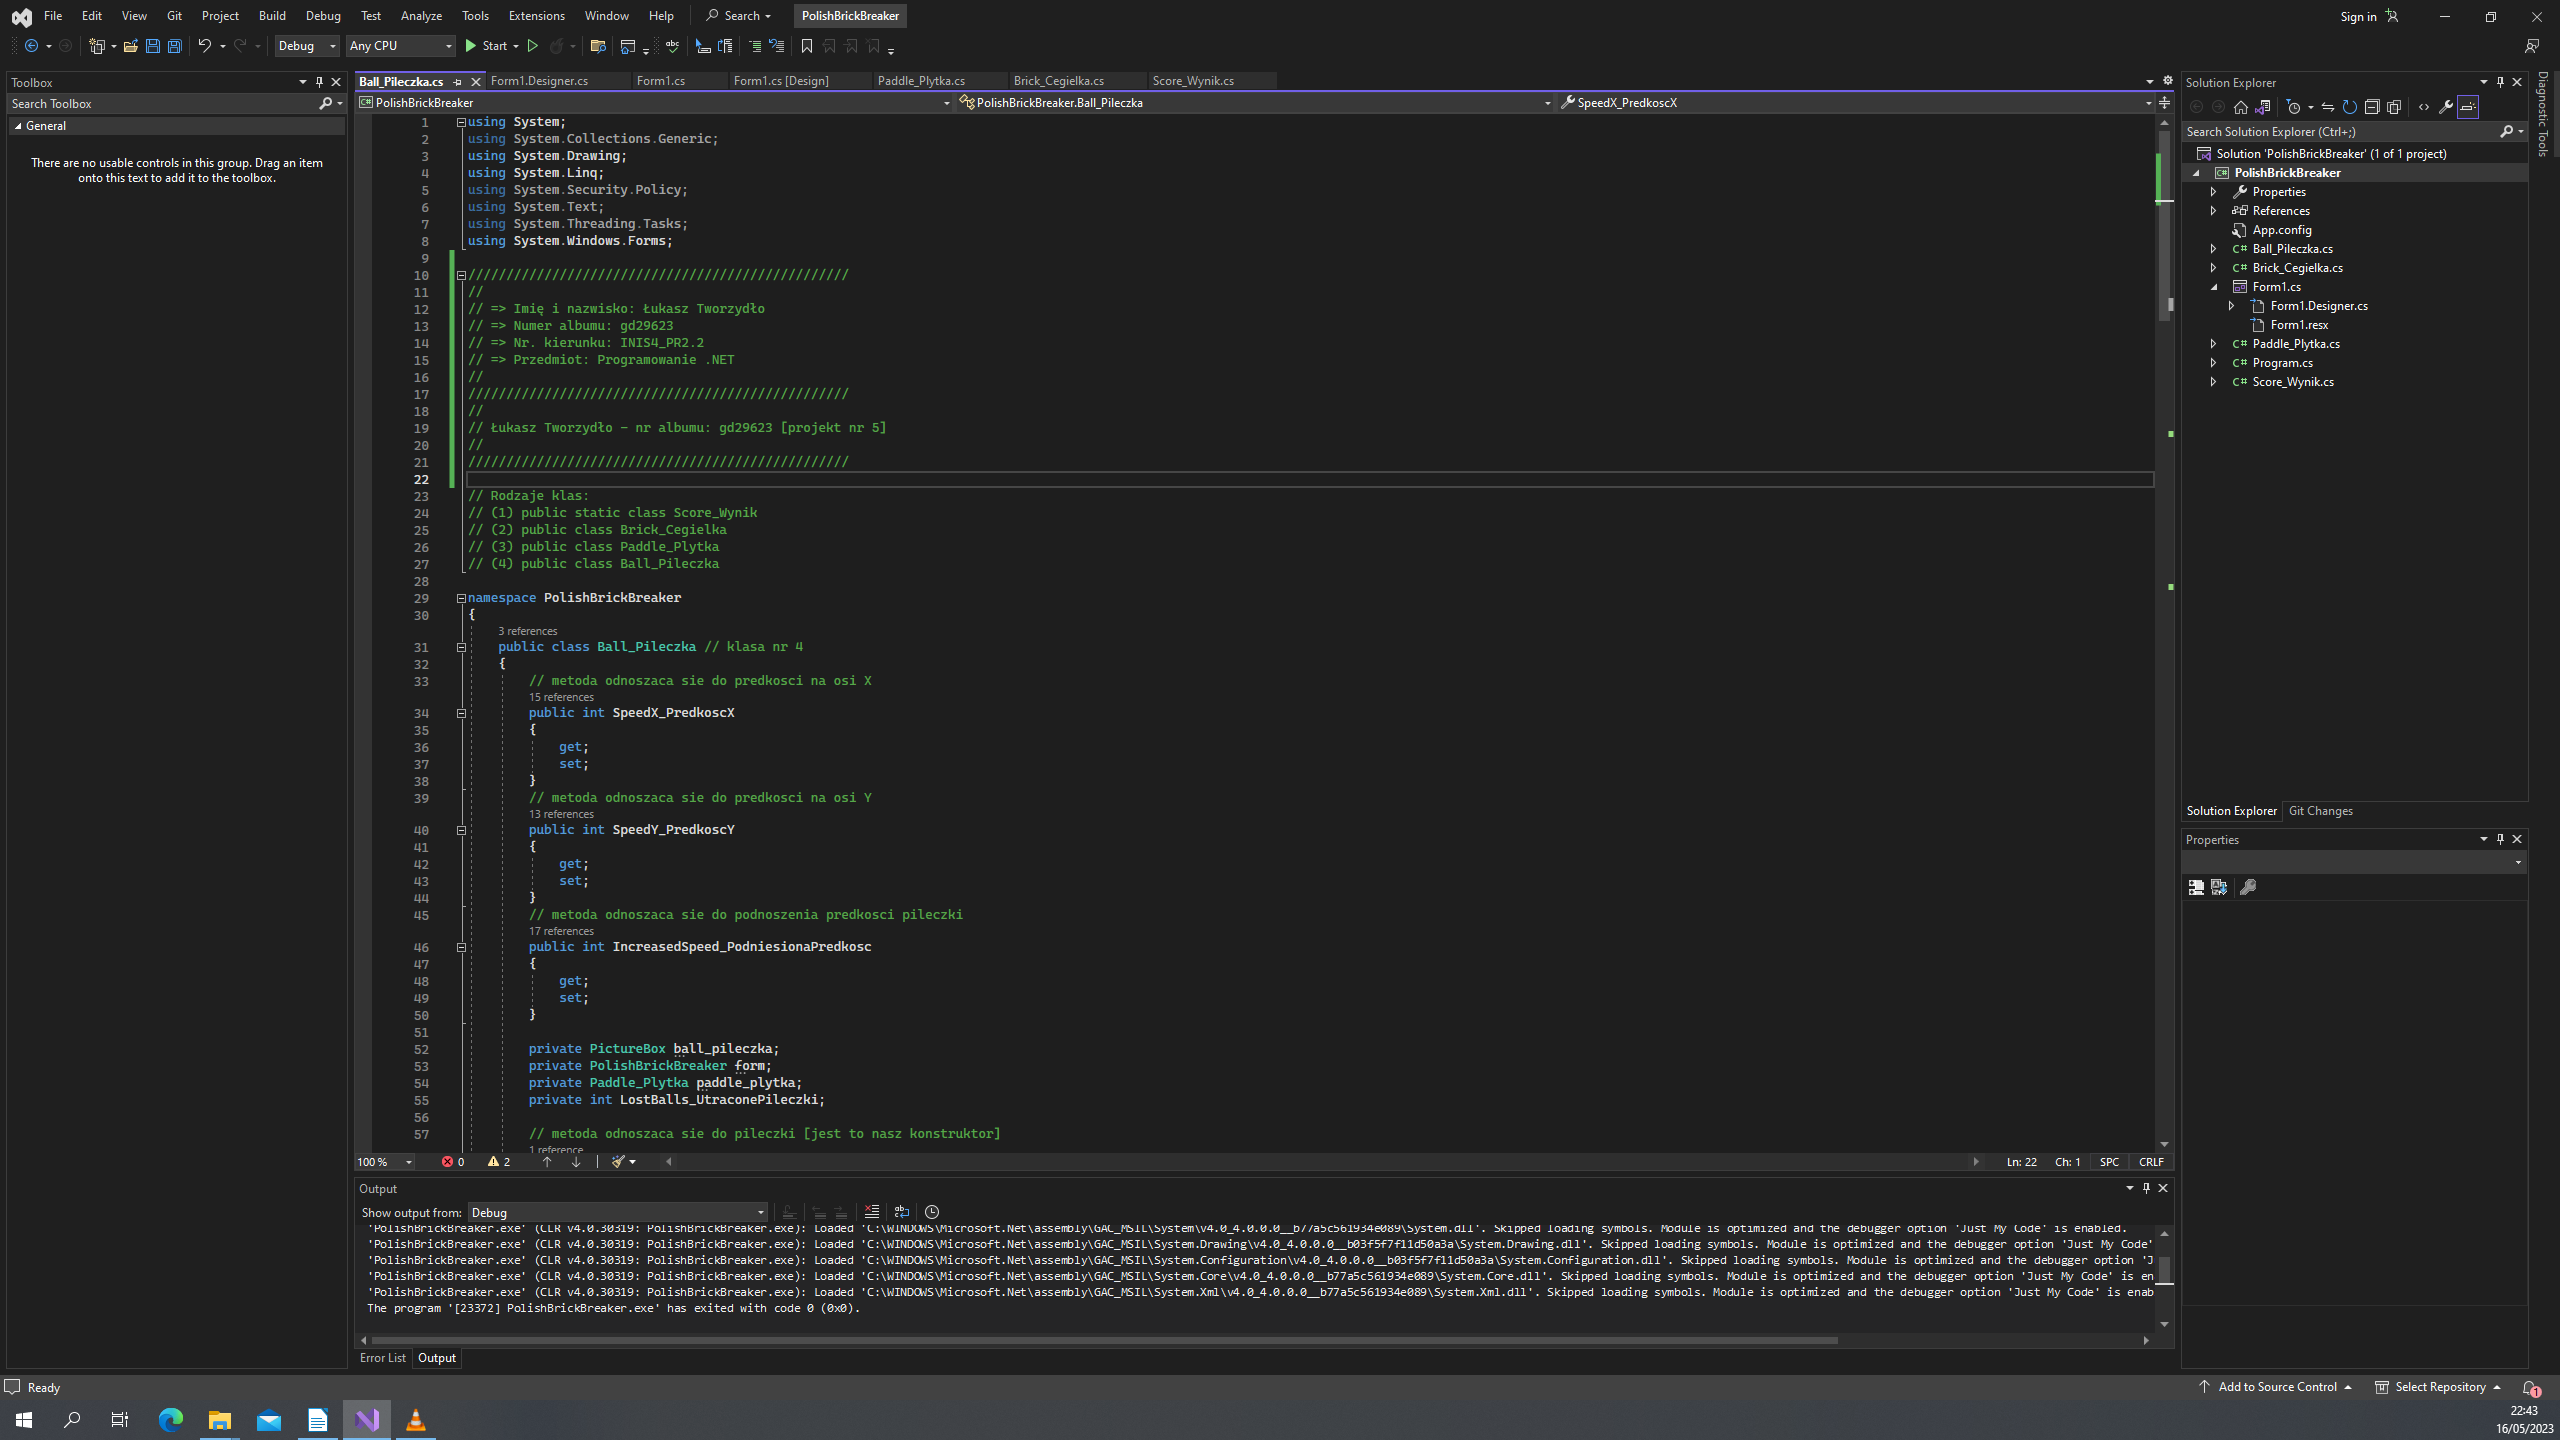 File Edit View Git Project Build Debug Test Analyze Tools Extensions Window Help Search PolishBrickBreaker Sign in
Debug Any CPU Start
Toolbox
Search Toolbox
General
There are no usable controls in this group. Drag an item
onto this text to add it to the toolbox.
Ball_Pileczka.cs Form1.Designer.cs Form1.cs Form1.cs [Design] Paddle_Plytka.cs Brick_Cegielka.cs Score_Wynik.cs
PolishBrickBreaker PolishBrickBreaker.Ball_Pileczka SpeedX_PredkoscX
1 using System;
2 using System.Collections.Generic;
3 using System.Drawing;
4 using System.Linq;
5 using System.Security.Policy;
6 using System.Text;
7 using System.Threading.Tasks;
8 using System.Windows.Forms;
9
10 //////////////////////////////////////////////////
11 //
12 // => Imię i nazwisko: Łukasz Tworzydło
13 // => Numer albumu: gd29623
14 // => Nr. kierunku: INIS4_PR2.2
15 // => Przedmiot: Programowanie .NET
16 //
17 //////////////////////////////////////////////////
18 //
19 // Łukasz Tworzydło - nr albumu: gd29623 [projekt nr 5]
20 //
21 //////////////////////////////////////////////////
22
23 // Rodzaje klas:
24 // (1) public static class Score_Wynik
25 // (2) public class Brick_Cegielka
26 // (3) public class Paddle_Plytka
27 // (4) public class Ball_Pileczka
28
29 namespace PolishBrickBreaker
30 {
3 references
31 public class Ball_Pileczka // klasa nr 4
32 {
33 // metoda odnoszaca sie do predkosci na osi X
15 references
34 public int SpeedX_PredkoscX
35 {
36 get;
37 set;
38 }
39 // metoda odnoszaca sie do predkosci na osi Y
13 references
40 public int SpeedY_PredkoscY
41 {
42 get;
43 set;
44 }
45 // metoda odnoszaca sie do podnoszenia predkosci pileczki
17 references
46 public int IncreasedSpeed_PodniesionaPredkosc
47 {
48 get;
49 set;
50 }
51
52 private PictureBox ball_pileczka;
53 private PolishBrickBreaker form;
54 private Paddle_Plytka paddle_plytka;
55 private int LostBalls_UtraconePileczki;
56
57 // metoda odnoszaca sie do pileczki [jest to nasz konstruktor]
1 reference
100 % 0 2 Ln: 22 Ch: 1 SPC CRLF
Output
Show output from: Debug
'PolishBrickBreaker.exe' (CLR v4.0.30319: PolishBrickBreaker.exe): Loaded 'C:\WINDOWS\Microsoft.Net\assembly\GAC_MSIL\System\v4.0_4.0.0.0__b77a5c561934e089\System.dll'. Skipped loading symbols. Module is optimized and the debugger option 'Just My Code' is enabled.
'PolishBrickBreaker.exe' (CLR v4.0.30319: PolishBrickBreaker.exe): Loaded 'C:\WINDOWS\Microsoft.Net\assembly\GAC_MSIL\System.Drawing\v4.0_4.0.0.0__b03f5f7f11d50a3a\System.Drawing.dll'. Skipped loading symbols. Module is optimized and the debugger option 'Just My Code'
'PolishBrickBreaker.exe' (CLR v4.0.30319: PolishBrickBreaker.exe): Loaded 'C:\WINDOWS\Microsoft.Net\assembly\GAC_MSIL\System.Configuration\v4.0_4.0.0.0__b03f5f7f11d50a3a\System.Configuration.dll'. Skipped loading symbols. Module is optimized and the debugger option 'J
'PolishBrickBreaker.exe' (CLR v4.0.30319: PolishBrickBreaker.exe): Loaded 'C:\WINDOWS\Microsoft.Net\assembly\GAC_MSIL\System.Core\v4.0_4.0.0.0__b77a5c561934e089\System.Core.dll'. Skipped loading symbols. Module is optimized and the debugger option 'Just My Code' is en
'PolishBrickBreaker.exe' (CLR v4.0.30319: PolishBrickBreaker.exe): Loaded 'C:\WINDOWS\Microsoft.Net\assembly\GAC_MSIL\System.Xml\v4.0_4.0.0.0__b77a5c561934e089\System.Xml.dll'. Skipped loading symbols. Module is optimized and the debugger option 'Just My Code' is enab
The program '[23372] PolishBrickBreaker.exe' has exited with code 0 (0x0).
Error List Output
Solution Explorer
Search Solution Explorer (Ctrl+;)
Solution 'PolishBrickBreaker' (1 of 1 project)
PolishBrickBreaker
Properties
References
App.config
C# Ball_Pileczka.cs
C# Brick_Cegielka.cs
Form1.cs
Form1.Designer.cs
Form1.resx
C# Paddle_Plytka.cs
C# Program.cs
C# Score_Wynik.cs
Solution Explorer Git Changes
Properties
Diagnostic Tools
Ready Add to Source Control Select Repository 1
22:43
16/05/2023